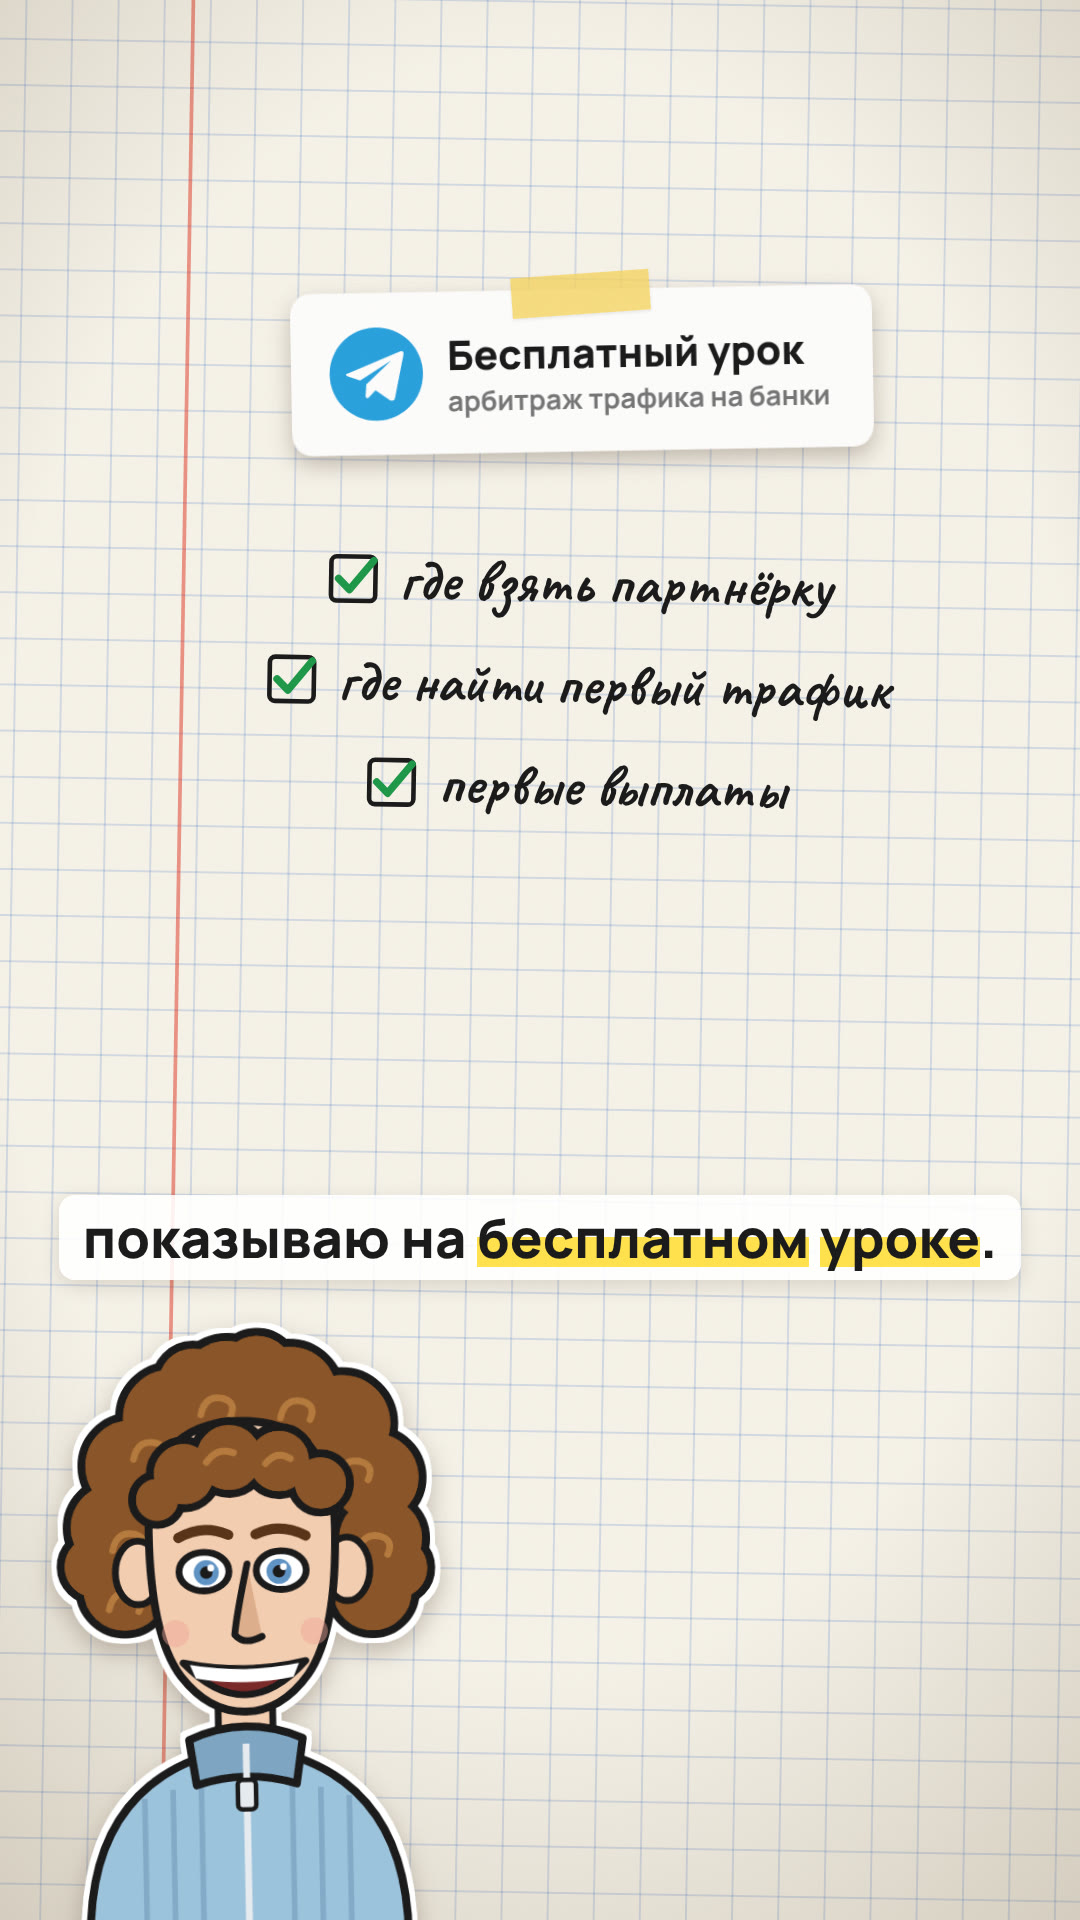 Бесплатный урок
арбитраж трафика на банки
где взять партнёрку
где найти первый трафик
первые выплаты
показываю на бесплатном уроке.